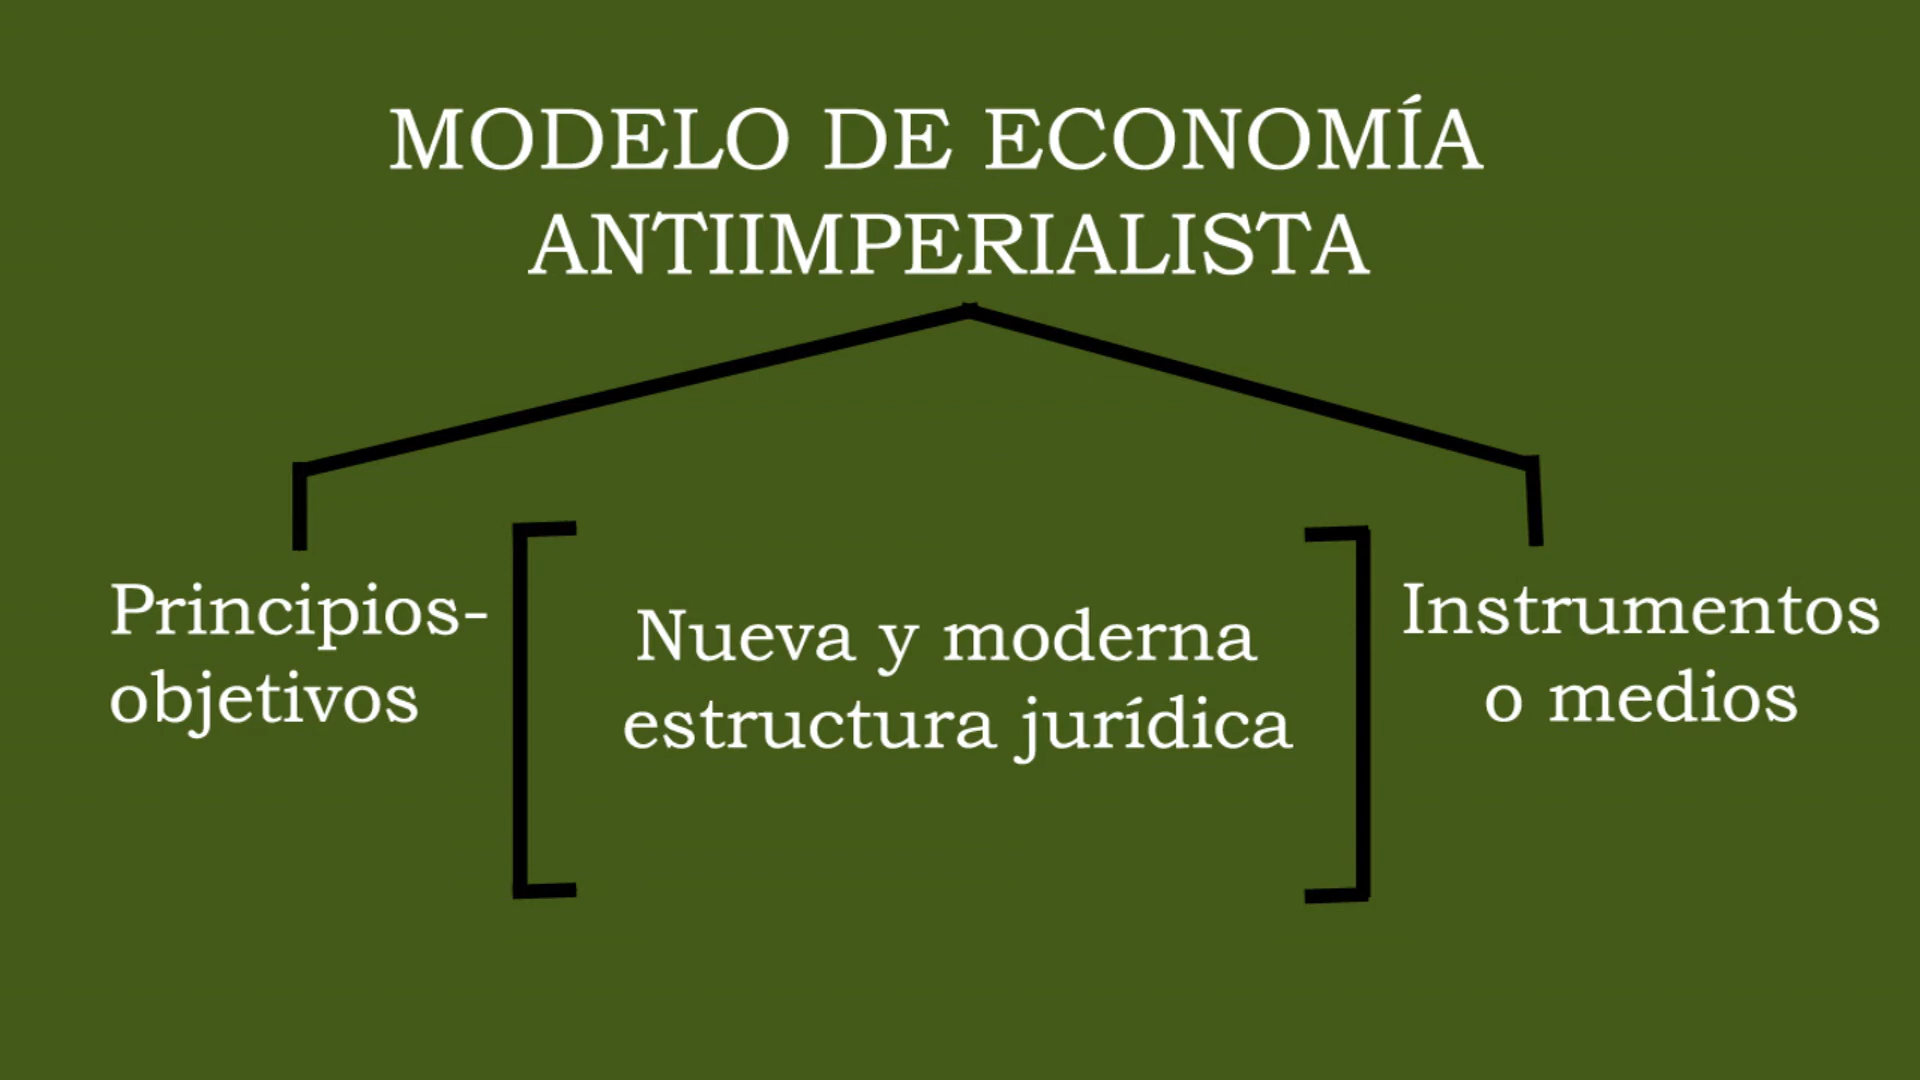 MODELO DE ECONOMÍA
ANTIIMPERIALISTA
Principios-
objetivos
Nueva y moderna
estructura jurídica
Instrumentos
o medios